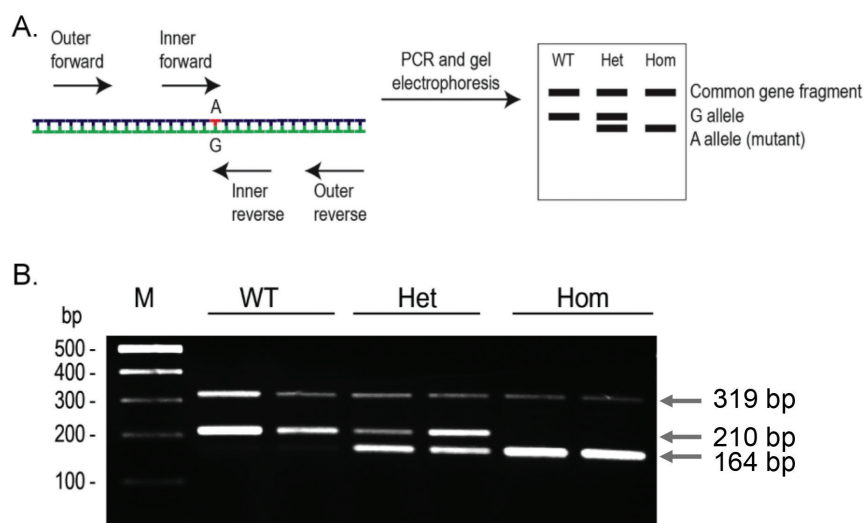 A.
Outer
forward
Inner
forward
A
G
Inner
reverse
Outer
reverse
PCR and gel
electrophoresis
WT Het Hom
Common gene fragment
G allele
A allele (mutant)
B.
M WT Het Hom
bp
500 -
400 -
300 -
200 -
100 -
319 bp
210 bp
164 bp